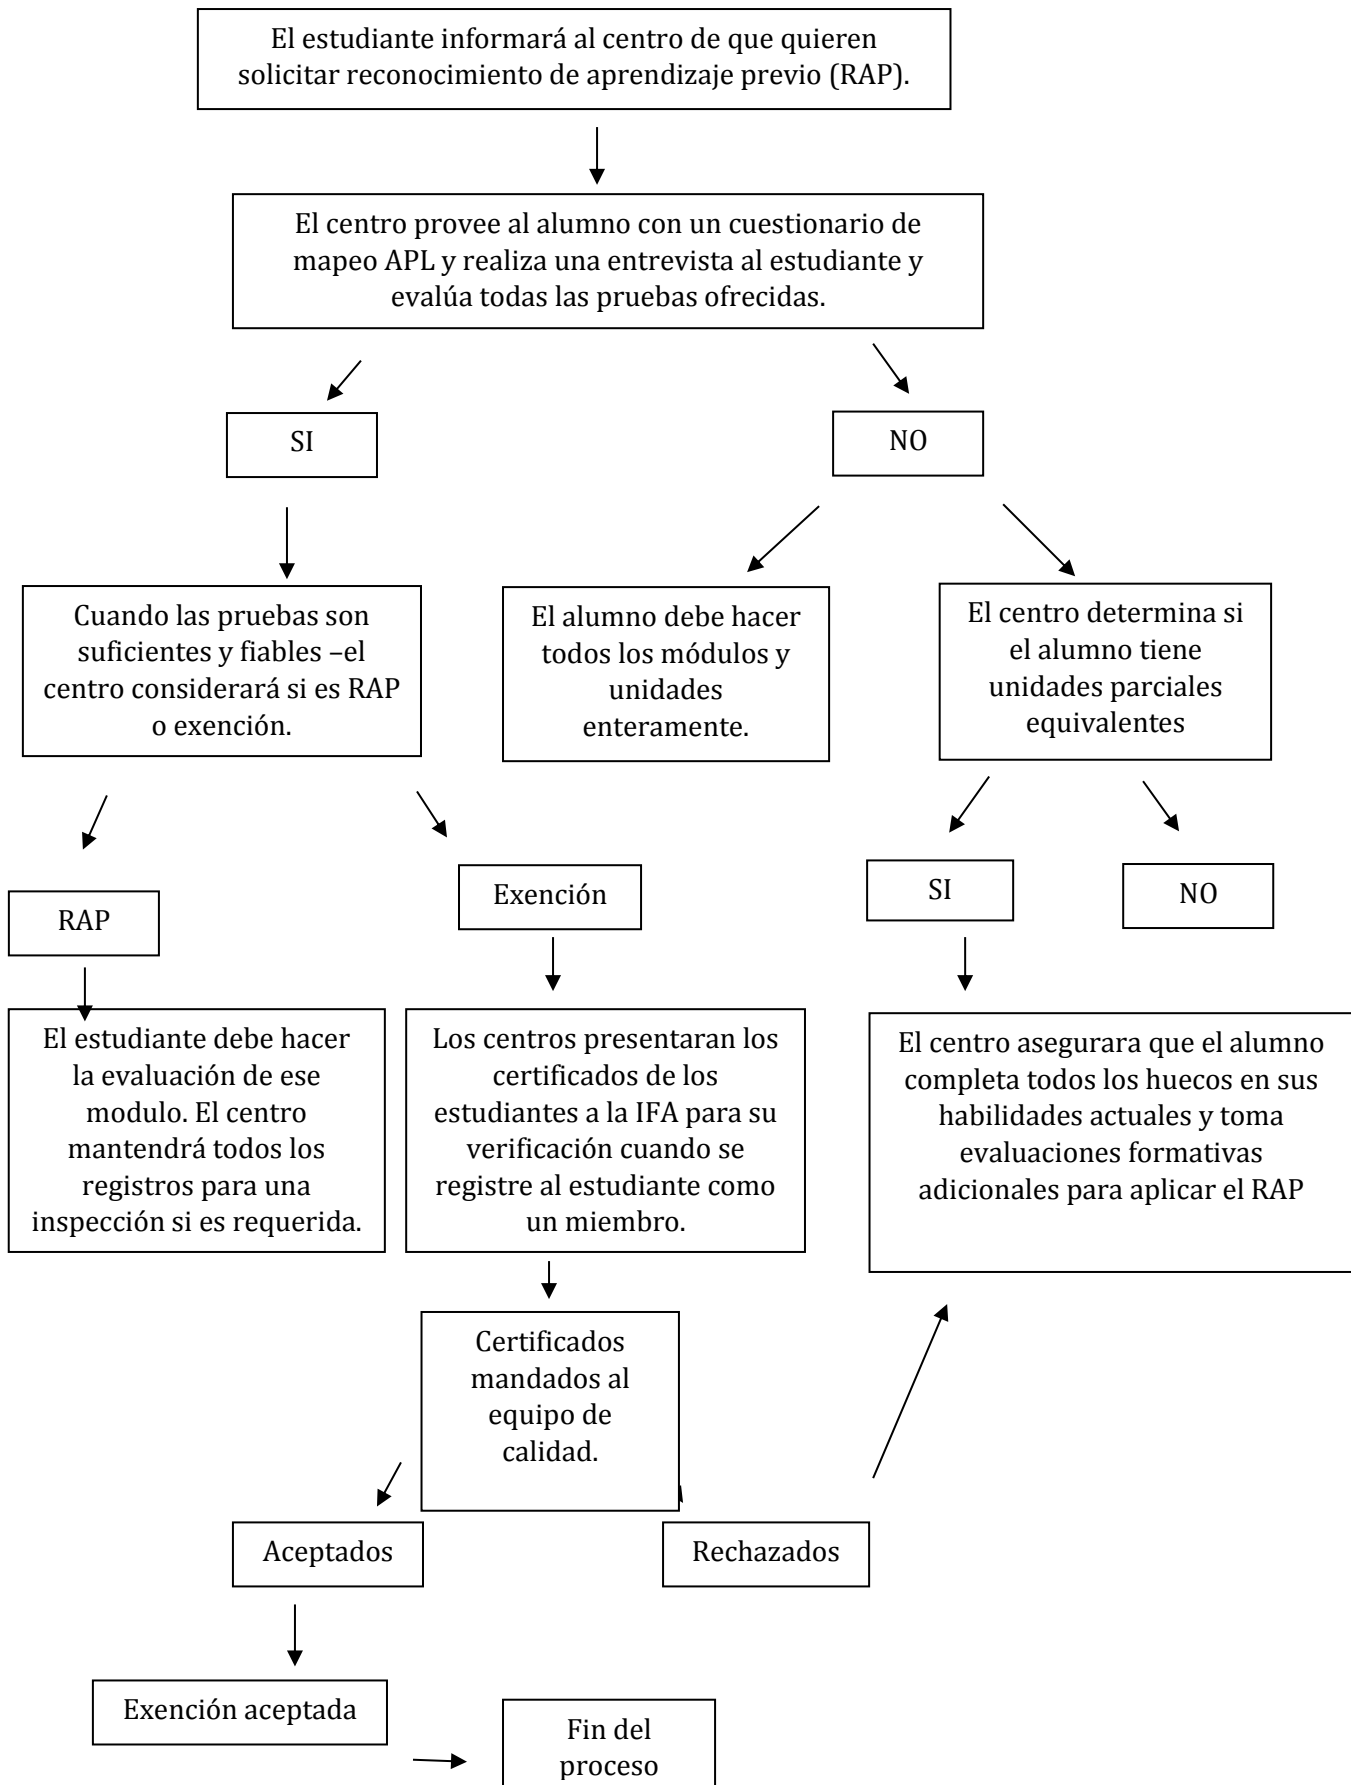 El estudiante informará al centro de que quieren
solicitar reconocimiento de aprendizaje previo (RAP).
El centro provee al alumno con un cuestionario de
mapeo APL y realiza una entrevista al estudiante y
evalúa todas las pruebas ofrecidas.
SI
NO
Cuando las pruebas son
suficientes y fiables –el
centro considerará si es RAP
o exención.
El alumno debe hacer
todos los módulos y
unidades
enteramente.
El centro determina si
el alumno tiene
unidades parciales
equivalentes
RAP
Exención
SI
NO
El estudiante debe hacer
la evaluación de ese
modulo. El centro
mantendrá todos los
registros para una
inspección si es requerida.
Los centros presentaran los
certificados de los
estudiantes a la IFA para su
verificación cuando se
registre al estudiante como
un miembro.
El centro asegurara que el alumno
completa todos los huecos en sus
habilidades actuales y toma
evaluaciones formativas
adicionales para aplicar el RAP
Certificados
mandados al
equipo de
calidad.
Aceptados
Rechazados
Exención aceptada
Fin del
proceso